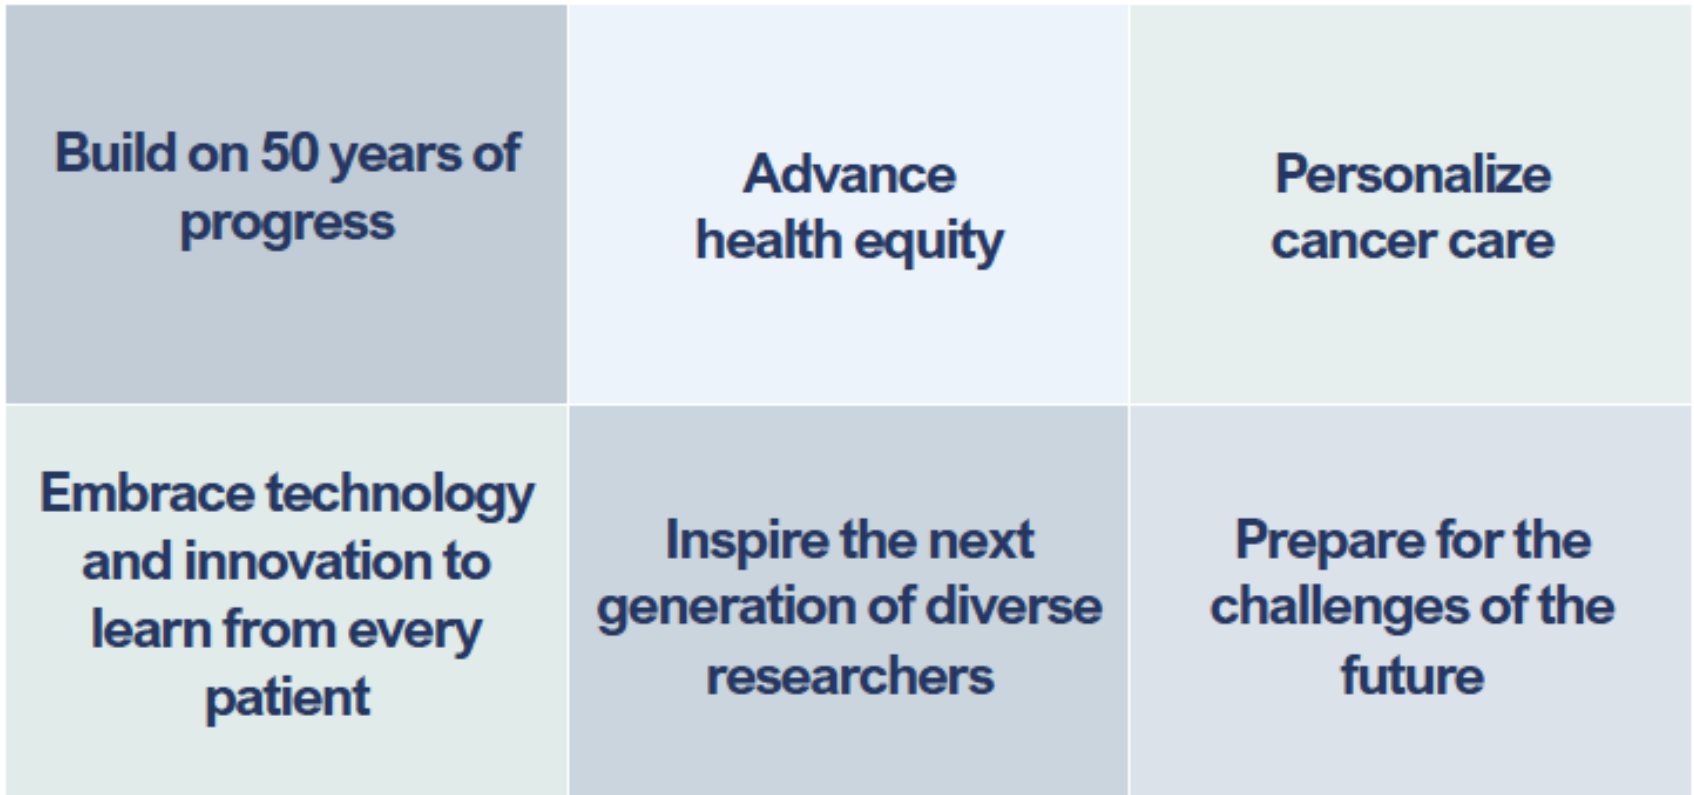 Build on 50 years of
progress
Advance
health equity
Personalize
cancer care
Embrace technology
and innovation to
learn from every
patient
Inspire the next
generation of diverse
researchers
Prepare for the
challenges of the
future